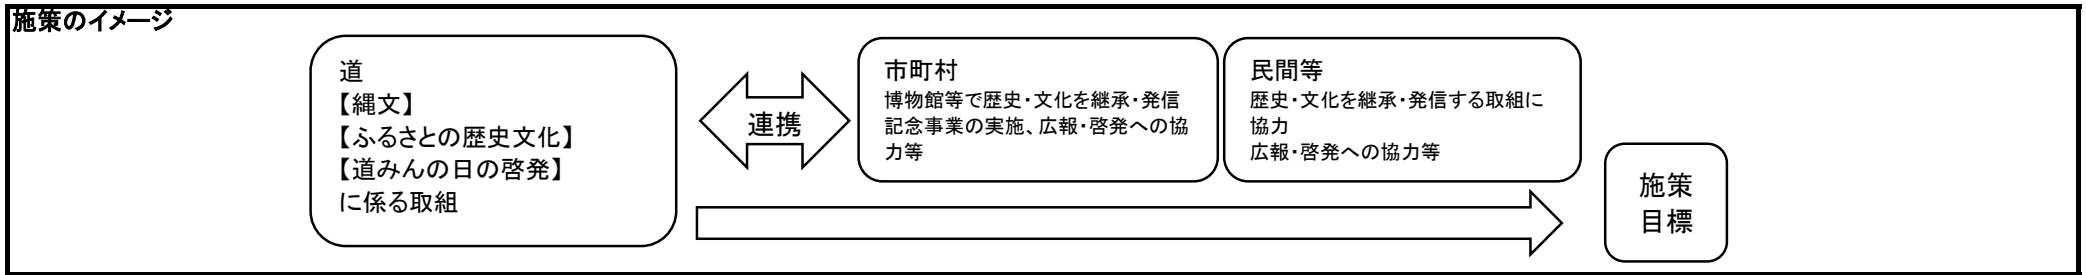 施策のイメージ
道
【縄文】
【ふるさとの歴史文化】
【道みんの日の啓発】
に係る取組
連携
市町村
博物館等で歴史・文化を継承・発信
記念事業の実施、広報・啓発への協
力等
民間等
歴史・文化を継承・発信する取組に
協力
広報・啓発への協力等
施策
目標